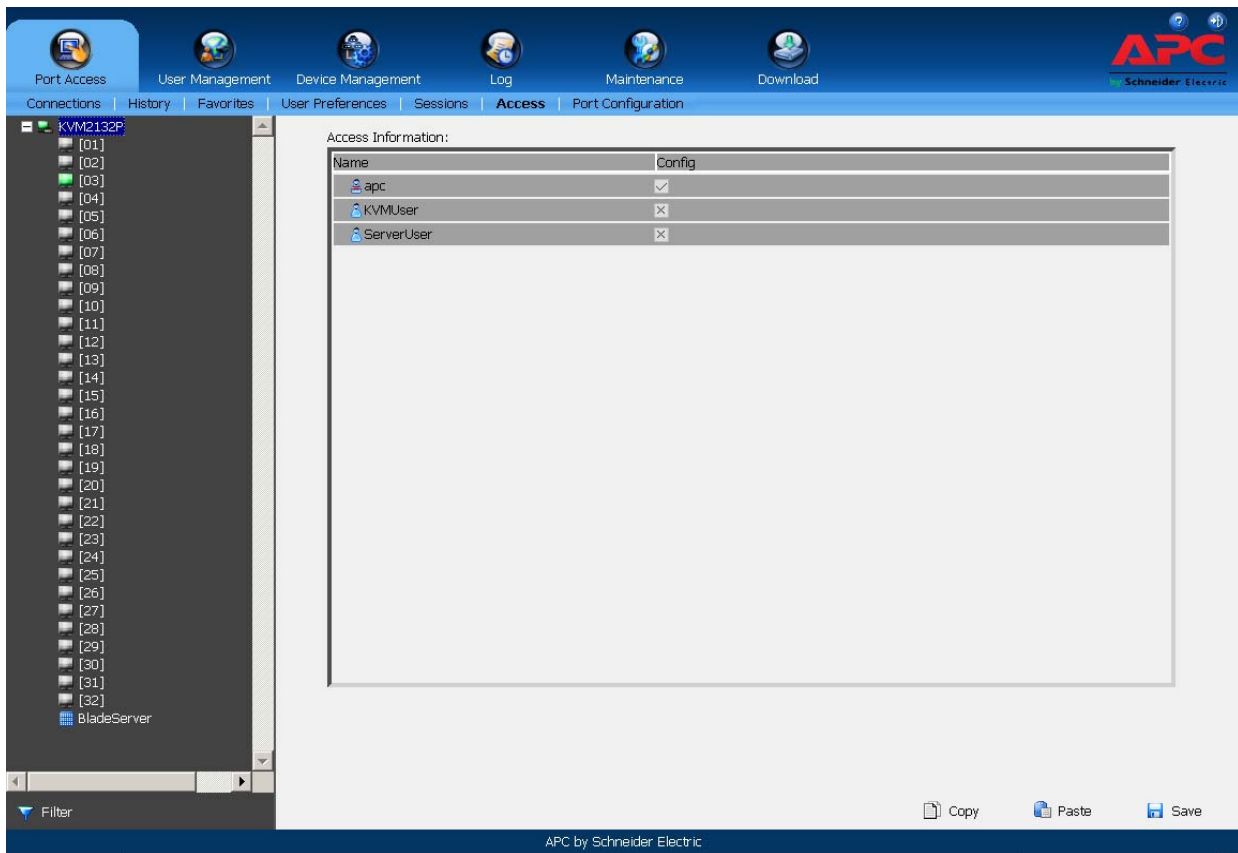 Port Access
User Management
Device Management
Log
Maintenance
Download
APC
by Schneider Electric
Connections | History | Favorites | User Preferences | Sessions | Access | Port Configuration
KVM2132P
[01]
[02]
[03]
[04]
[05]
[06]
[07]
[08]
[09]
[10]
[11]
[12]
[13]
[14]
[15]
[16]
[17]
[18]
[19]
[20]
[21]
[22]
[23]
[24]
[25]
[26]
[27]
[28]
[29]
[30]
[31]
[32]
BladeServer
Filter
Access Information:
Name Config
apc
KVMUser
ServerUser
Copy Paste Save
APC by Schneider Electric